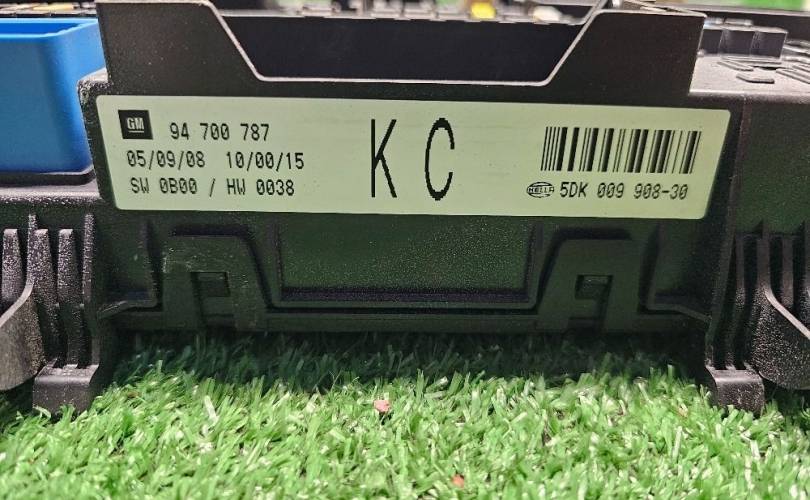 GM 94 700 787
05/09/08 10/00/15
SW 0B00 / HW 0038
KC
HELLA 5DK 009 908-30